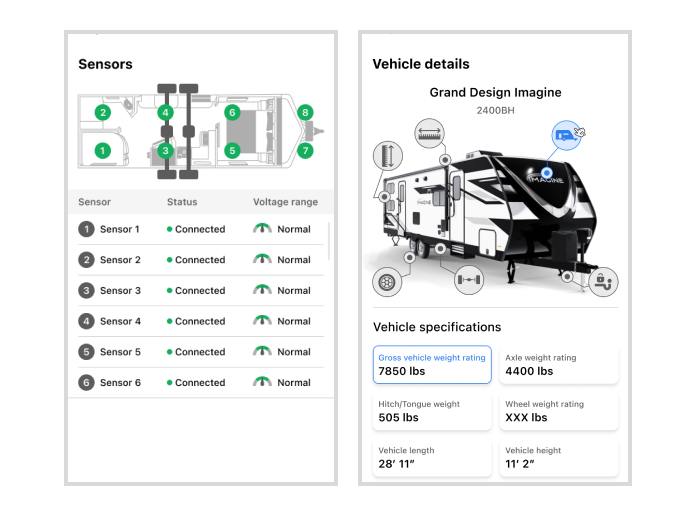 Sensors
2
4
6
8
1
3
5
7
Sensor Status Voltage range
1 Sensor 1 Connected Normal
2 Sensor 2 Connected Normal
3 Sensor 3 Connected Normal
4 Sensor 4 Connected Normal
5 Sensor 5 Connected Normal
6 Sensor 6 Connected Normal
Vehicle details
Grand Design Imagine
2400BH
IMAGINE
IMAGINE
Vehicle specifications
Gross vehicle weight rating
7850 lbs
Axle weight rating
4400 lbs
Hitch/Tongue weight
505 lbs
Wheel weight rating
XXX lbs
Vehicle length
28' 11"
Vehicle height
11' 2"